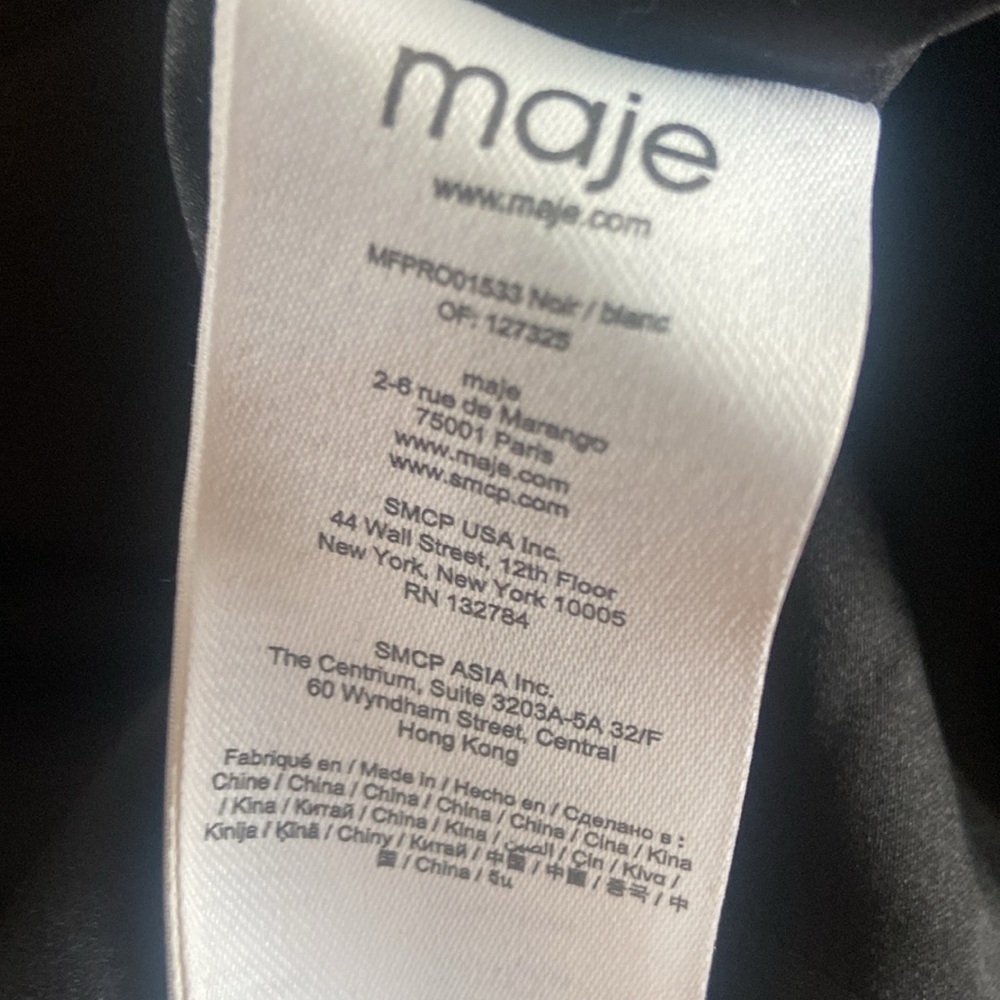 maje
www.maje.com
MFPRO01533 Noir / blanc
OF: 127325
maje
2-6 rue de Marengo
75001 Paris
www.maje.com
www.smcp.com
SMCP USA Inc.
44 Wall Street, 12th Floor
New York, New York 10005
RN 132784
SMCP ASIA Inc.
The Centrium, Suite 3203A-5A 32/F
60 Wyndham Street, Central
Hong Kong
Fabriqué en / Made in / Hecho en / Сделано в :
Chine / China / China / China / China / Cina / Kina
/ Kina / Китай / China / Kina / الصين / Çin / Κίνα /
Kinija / Ķīnā / Chiny / Китай / 中国 / 中國 / 중국 / 中
国 / China / จีน